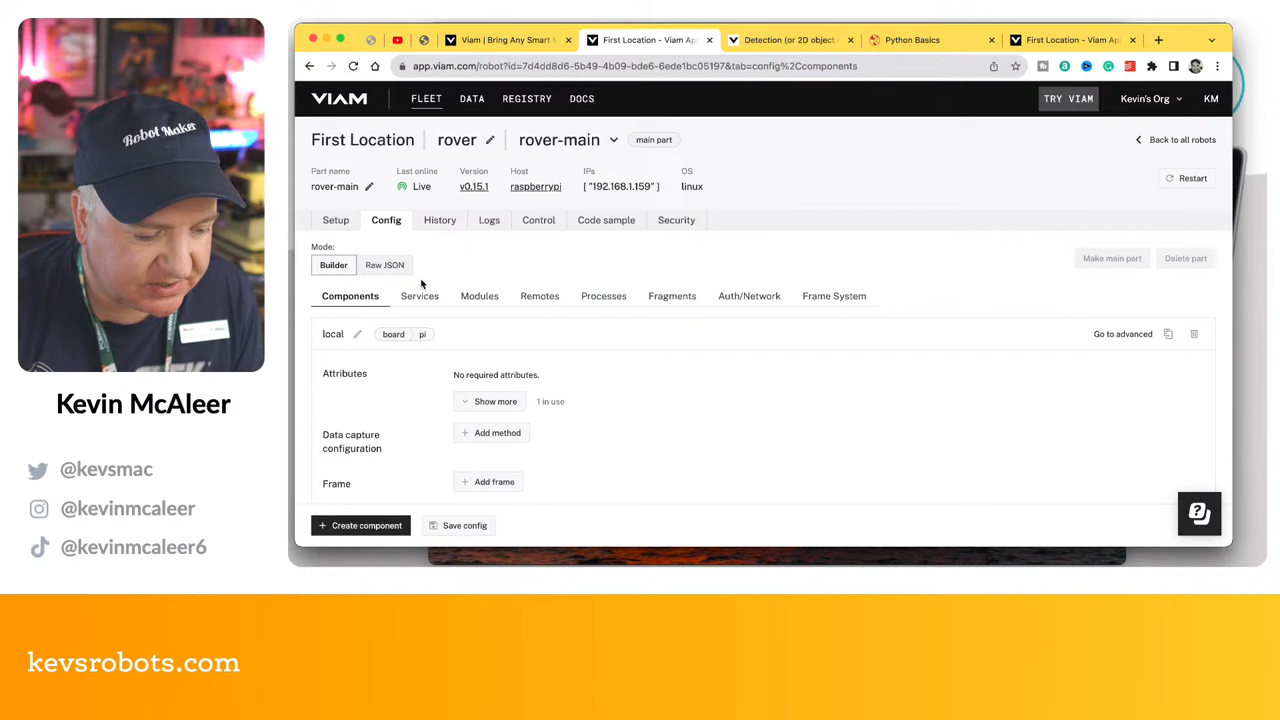 Robot Maker
Kevin McAleer
@kevsmac
@kevinmcaleer
@kevinmcaleer6
kevsrobots.com
Viam | Bring Any Smart M
First Location - Viam Ap
Detection (or 2D object
Python Basics
First Location - Viam Ap
app.viam.com/robot?id=7d4dd8d6-5b49-4b09-bde6-6ede1bc05197&tab=config%2Ccomponents
VIAM FLEET DATA REGISTRY DOCS TRY VIAM Kevin's Org KM
First Location rover rover-main main part Back to all robots
Part name Last online Version Host IPs OS
rover-main Live v0.15.1 raspberrypi [ "192.168.1.159" ] linux Restart
Setup Config History Logs Control Code sample Security
Mode:
Builder Raw JSON Make main part Delete part
Components Services Modules Remotes Processes Fragments Auth/Network Frame System
local board pi Go to advanced
Attributes No required attributes.
Show more 1 in use
Data capture
configuration
+ Add method
Frame + Add frame
+ Create component Save config